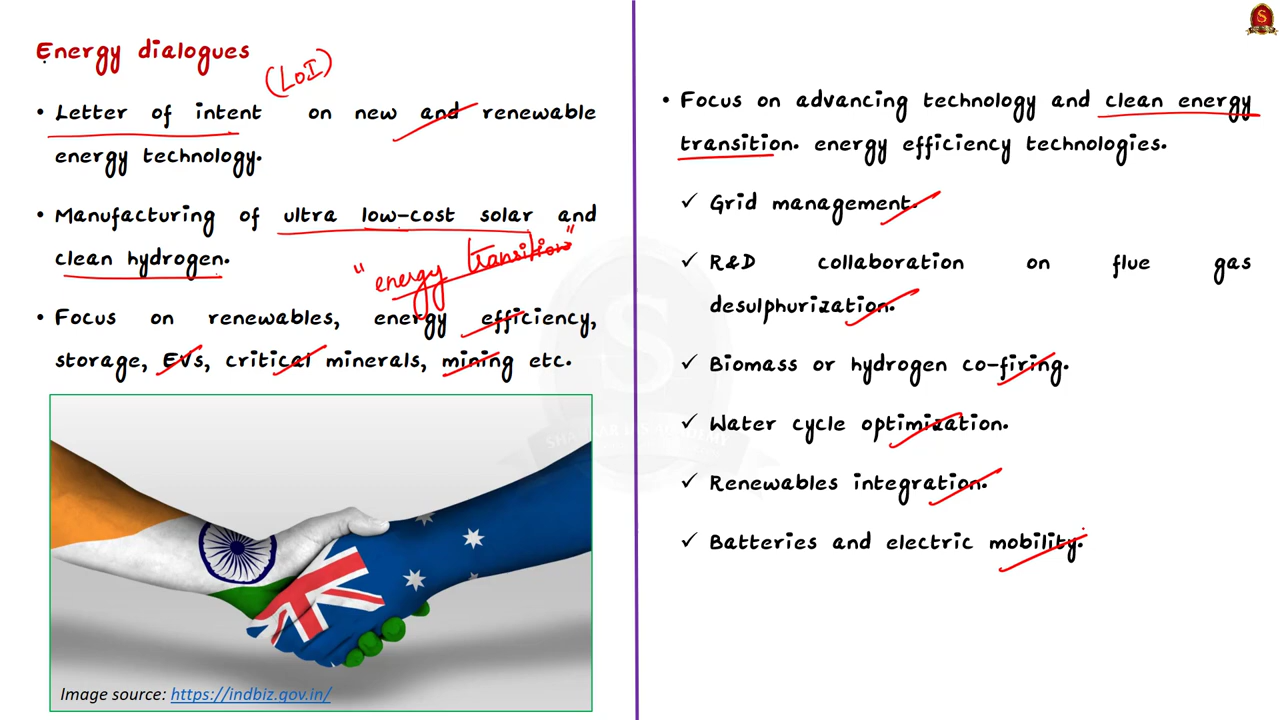 Energy dialogues
(LoI)
• Letter of intent on new and renewable
energy technology.
• Manufacturing of ultra low-cost solar and
clean hydrogen.
"energy transition"
• Focus on renewables, energy efficiency,
storage, EVs, critical minerals, mining etc.
Image source: https://indbiz.gov.in/
• Focus on advancing technology and clean energy
transition. energy efficiency technologies.
✓ Grid management.
✓ R&D collaboration on flue gas
desulphurization.
✓ Biomass or hydrogen co-firing.
✓ Water cycle optimization.
✓ Renewables integration.
✓ Batteries and electric mobility.
S
SHANKAR IAS ACADEMY